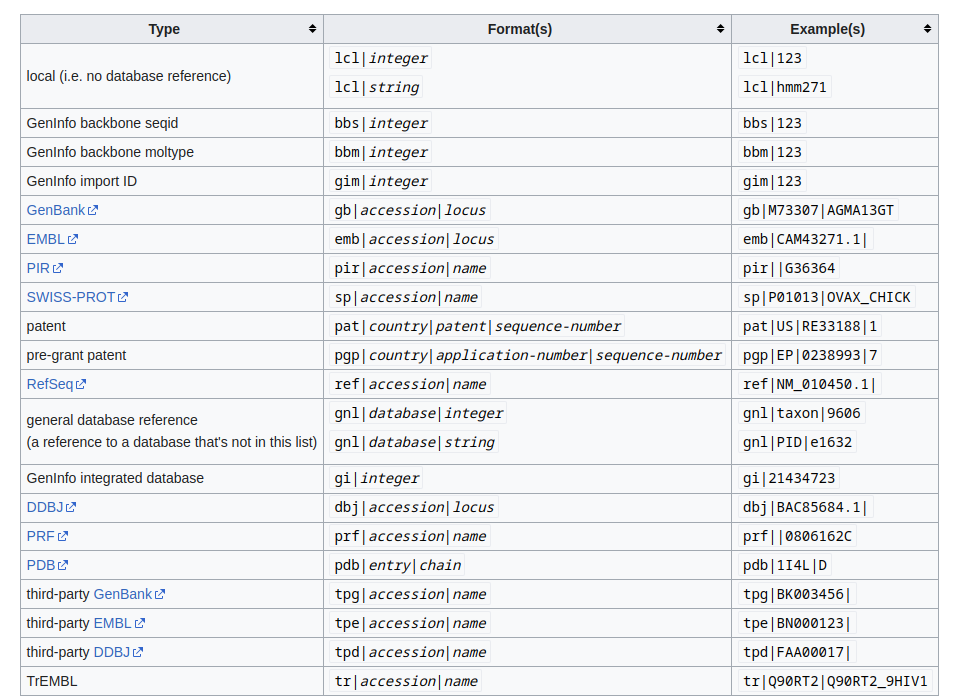 Type Format(s) Example(s)
local (i.e. no database reference) lcl|integer lcl|123
lcl|string lcl|hmm271
GenInfo backbone seqid bbs|integer bbs|123
GenInfo backbone moltype bbm|integer bbm|123
GenInfo import ID gim|integer gim|123
GenBank gb|accession|locus gb|M73307|AGMA13GT
EMBL emb|accession|locus emb|CAM43271.1|
PIR pir|accession|name pir||G36364
SWISS-PROT sp|accession|name sp|P01013|OVAX_CHICK
patent pat|country|patent|sequence-number pat|US|RE33188|1
pre-grant patent pgp|country|application-number|sequence-number pgp|EP|0238993|7
RefSeq ref|accession|name ref|NM_010450.1|
general database reference gnl|database|integer gnl|taxon|9606
(a reference to a database that's not in this list) gnl|database|string gnl|PID|e1632
GenInfo integrated database gi|integer gi|21434723
DDBJ dbj|accession|locus dbj|BAC85684.1|
PRF prf|accession|name prf||0806162C
PDB pdb|entry|chain pdb|1I4L|D
third-party GenBank tpg|accession|name tpg|BK003456|
third-party EMBL tpe|accession|name tpe|BN000123|
third-party DDBJ tpd|accession|name tpd|FAA00017|
TrEMBL tr|accession|name tr|Q90RT2|Q90RT2_9HIV1